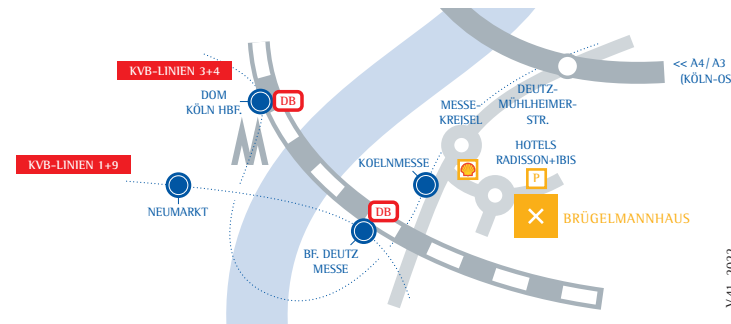 KVB-LINIEN 3+4
<< A4/A3
(KÖLN-OS
DOM
KÖLN HBF.
DB
MESSE-
KREISEL
DEUTZ-
MÜHLHEIMER-
STR.
HOTELS
RADISSON+IBIS
KVB-LINIEN 1+9
KOELNMESSE
P
NEUMARKT
DB
BRÜGELMANNHAUS
BF. DEUTZ
MESSE